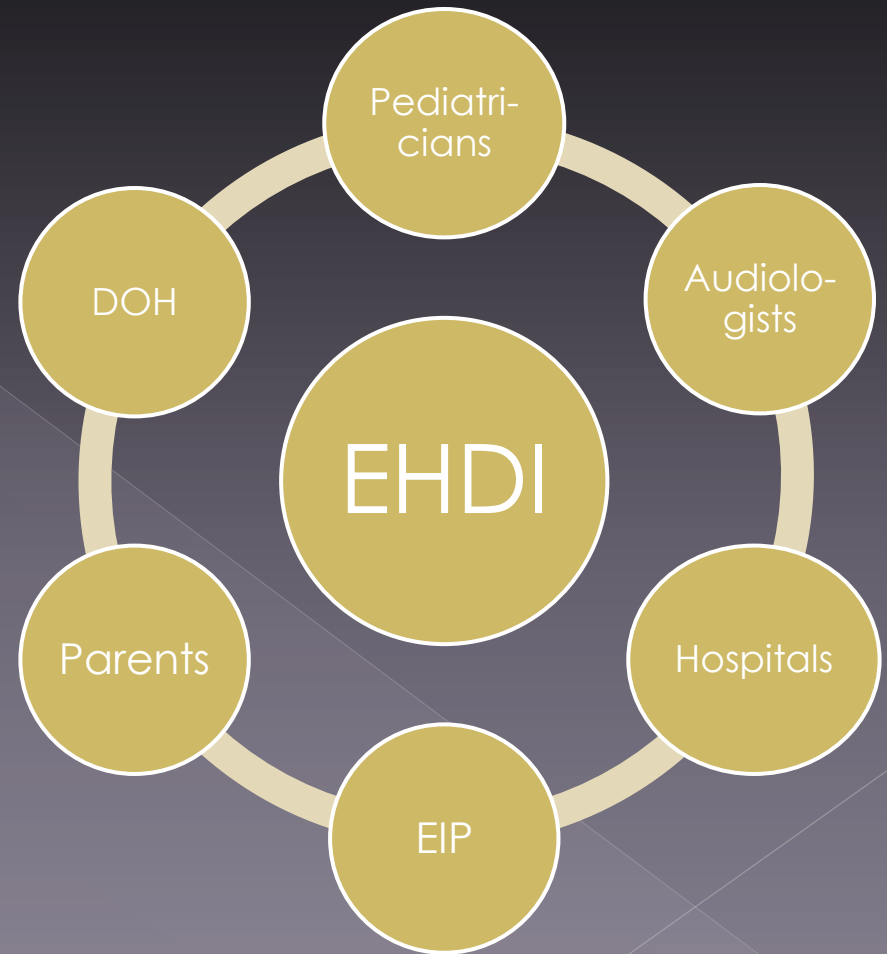 Pediatri-
cians
Audiolo-
gists
DOH
EHDI
Parents
Hospitals
EIP